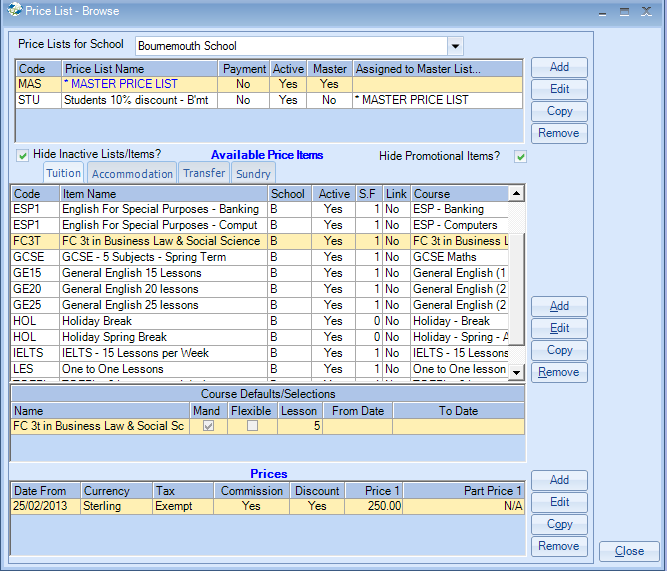 Price List - Browse
Price Lists for School Bournemouth School
Code Price List Name Payment Active Master Assigned to Master List...
MAS * MASTER PRICE LIST No Yes Yes
STU Students 10% discount - B'mt No Yes No * MASTER PRICE LIST
Add
Edit
Copy
Remove
Hide Inactive Lists/Items? Available Price Items Hide Promotional Items?
Tuition Accommodation Transfer Sundry
Code Item Name School Active S.F Link Course
ESP1 English For Special Purposes - Banking B Yes 1 No ESP - Banking
ESP1 English For Special Purposes - Comput B Yes 1 No ESP - Computers
FC3T FC 3t in Business Law & Social Science B Yes 1 No FC 3t in Business L
GCSE GCSE - 5 Subjects - Spring Term B Yes 1 No GCSE Maths
GE15 General English 15 Lessons B Yes 1 No General English (1
GE20 General English 20 lessons B Yes 1 No General English (2
GE25 General English 25 lessons B Yes 1 No General English (2
HOL Holiday Break B Yes 0 No Course - Holiday Break
HOL Holiday Spring Break B Yes 0 No Holiday - Spring - A
IELTS IELTS - 15 Lessons per Week B Yes 1 No IELTS - 15 Lessons
LES One to One Lessons B Yes 1 No One to One lesson
Add
Edit
Copy
Remove
Course Defaults/Selections
Name Mand Flexible Lesson From Date To Date
FC 3t in Business Law & Social Sc 5
Prices
Date From Currency Tax Commission Discount Price 1 Part Price 1
25/02/2013 Sterling Exempt Yes Yes 250.00 N/A
Add
Edit
Copy
Remove
Close